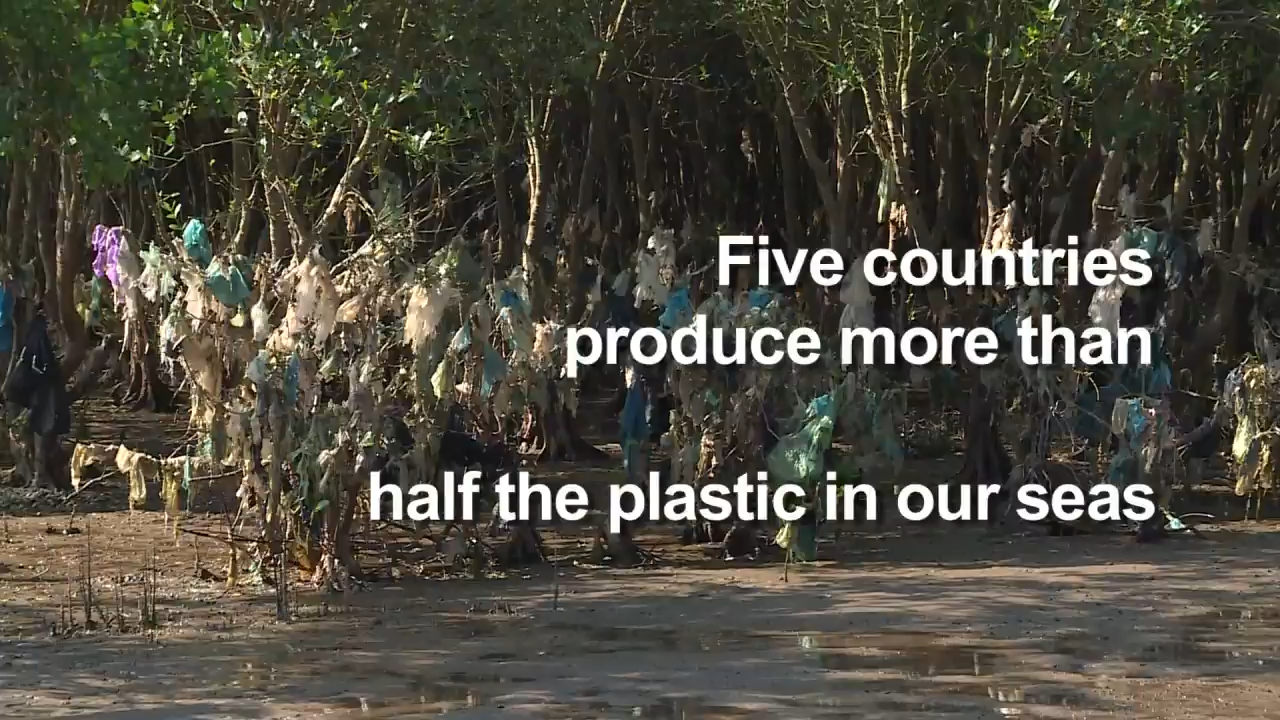 Five countries
produce more than
half the plastic in our seas